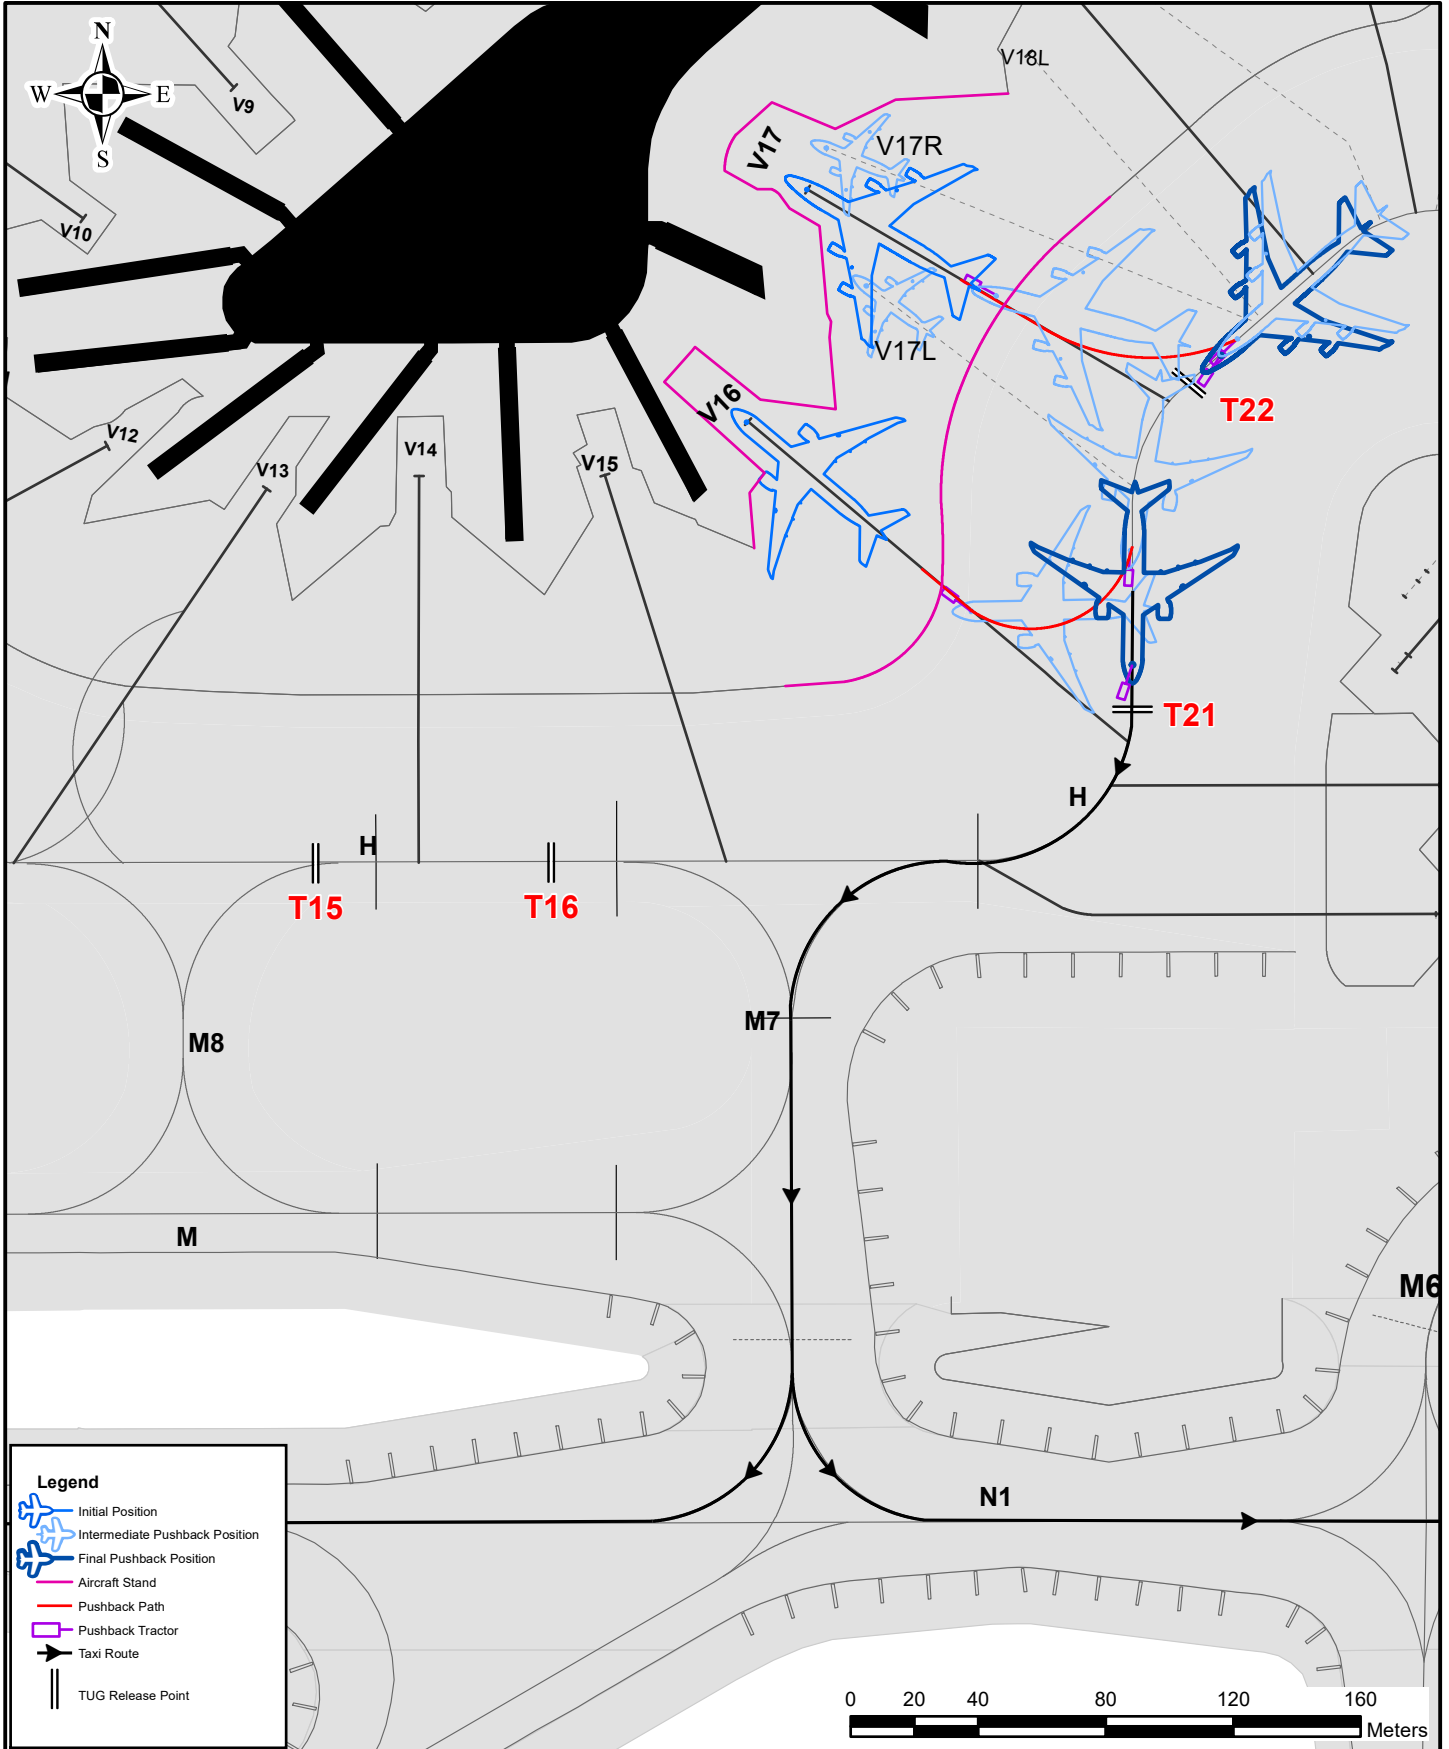 N
W E
S
V9
V10
V12
V13
V14
V15
V16
V17
V17R
V17L
V18L
T22
T21
H
H
T15
T16
M7
M8
M
M6
N1
Legend
Initial Position
Intermediate Pushback Position
Final Pushback Position
Aircraft Stand
Pushback Path
Pushback Tractor
Taxi Route
TUG Release Point
0 20 40 80 120 160
Meters